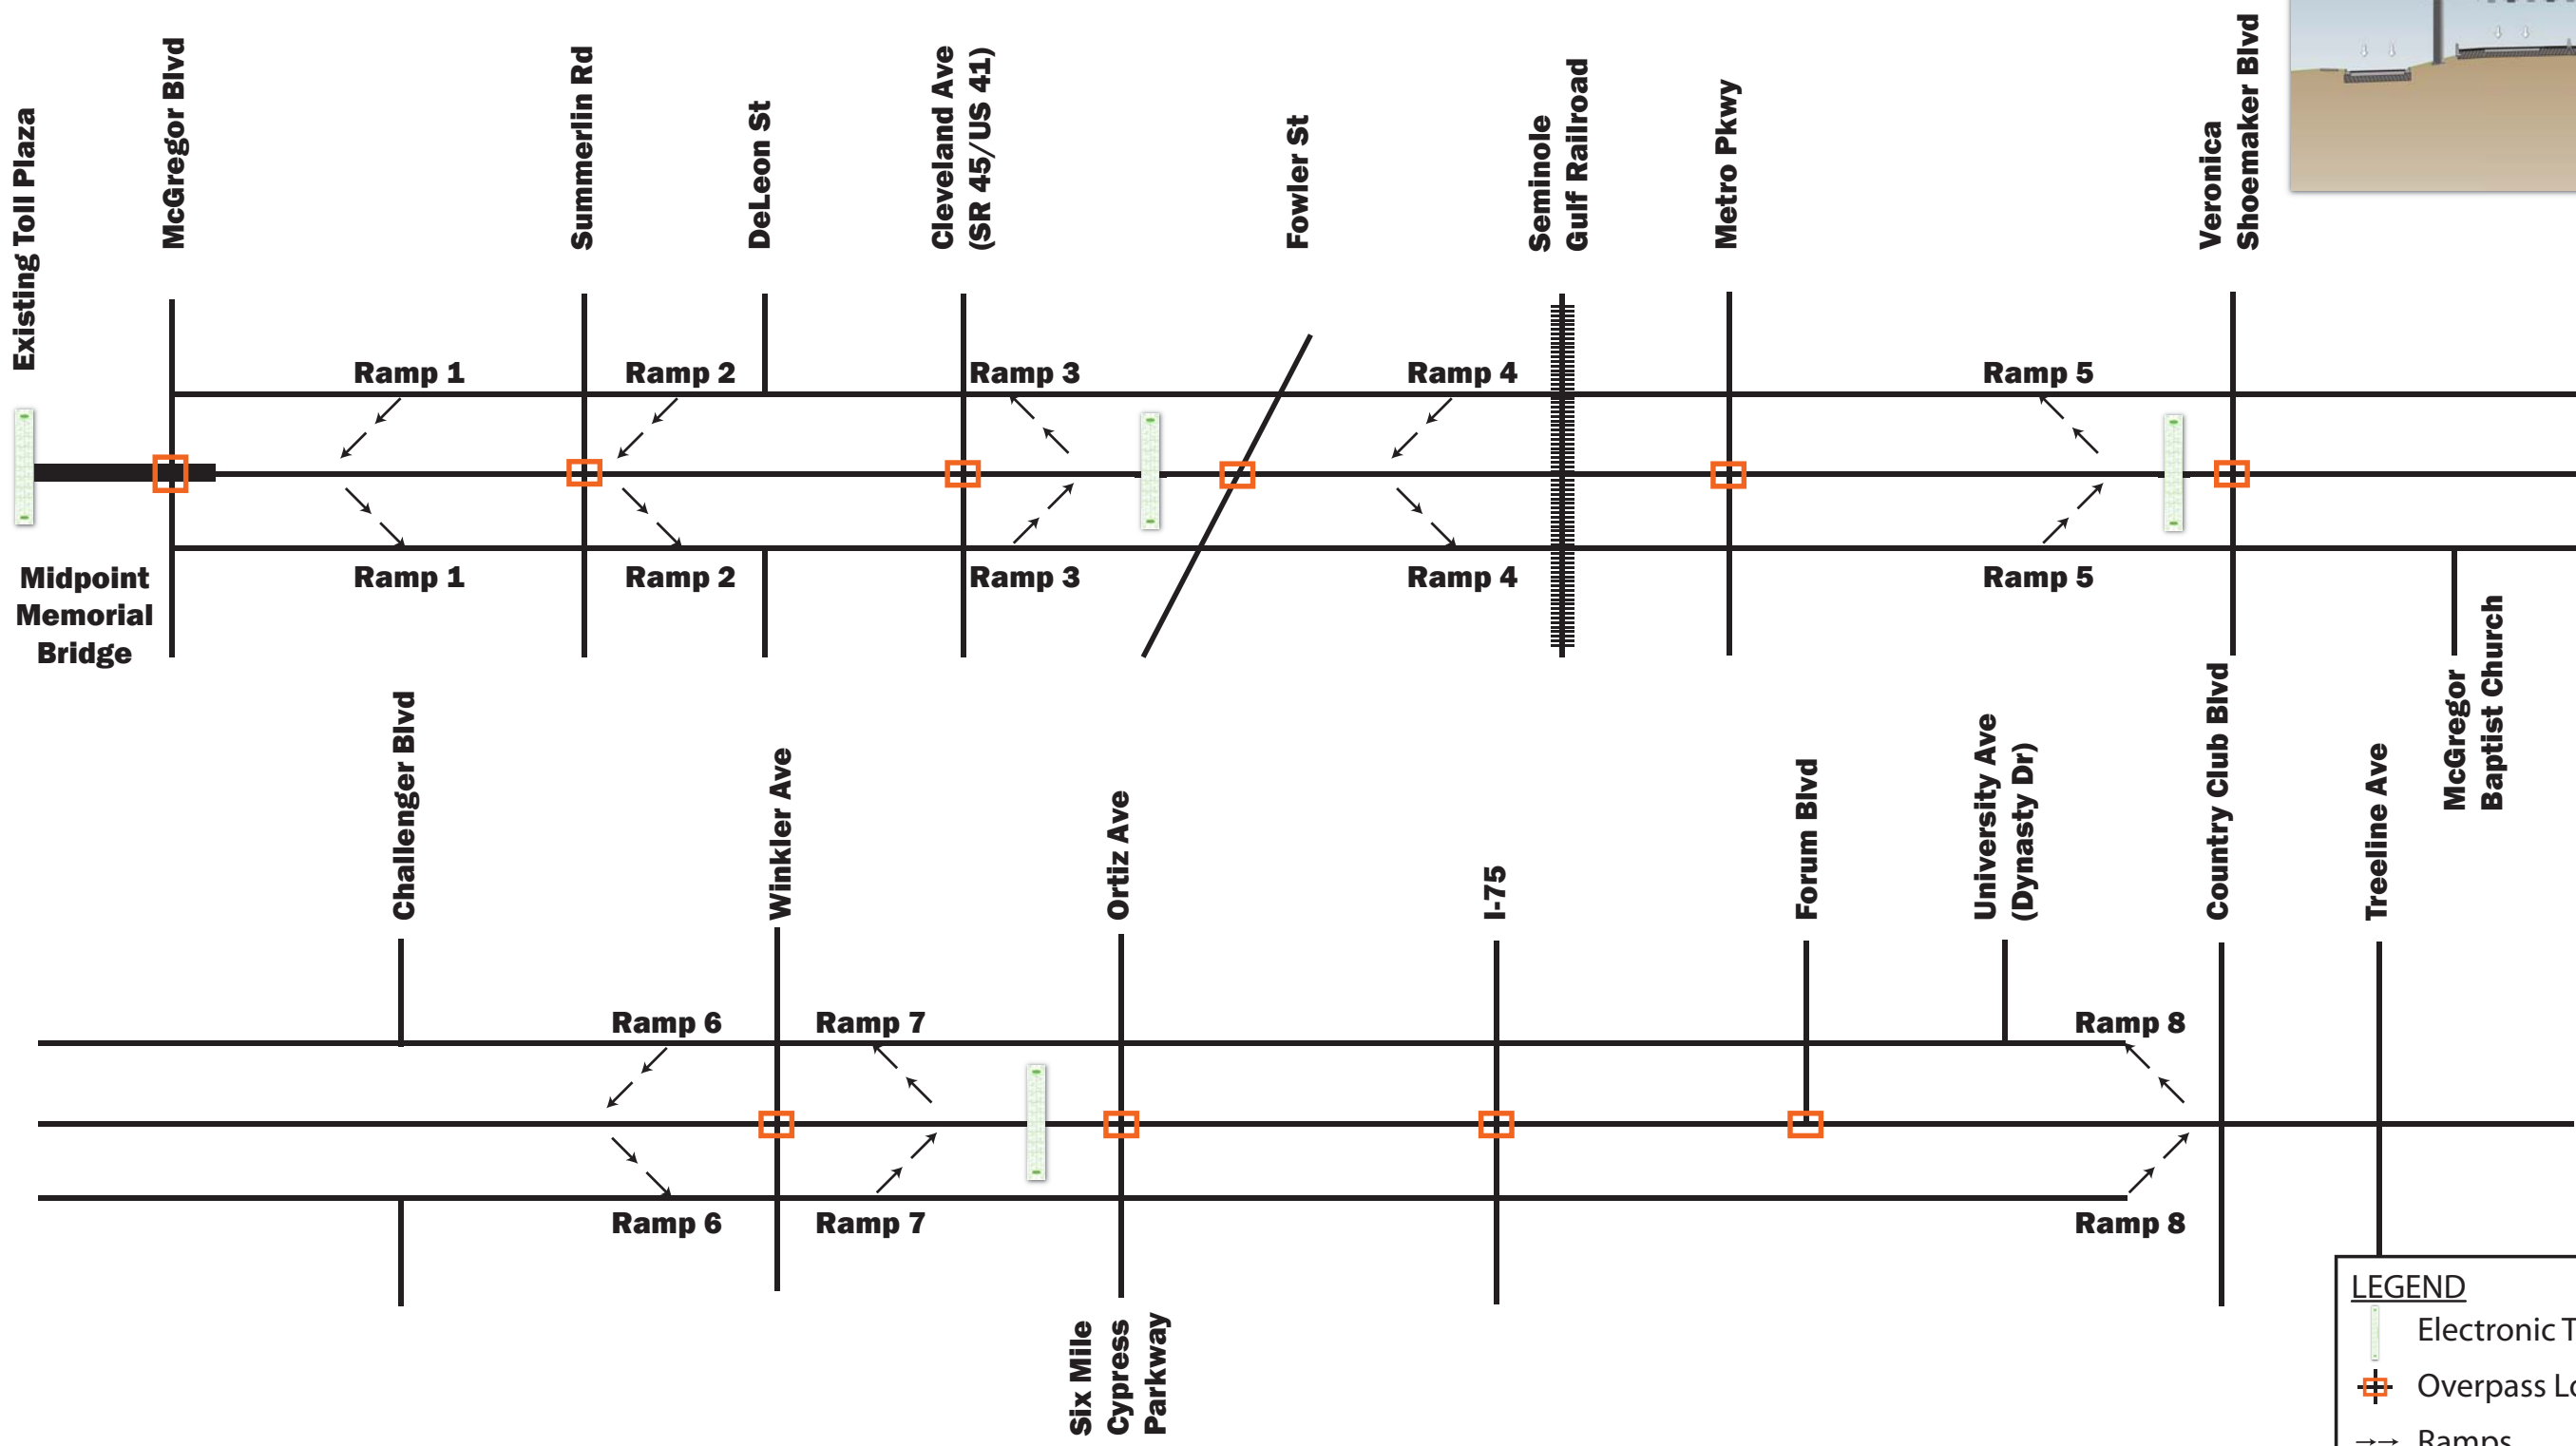 Existing Toll Plaza
McGregor Blvd
Summerlin Rd
DeLeon St
Cleveland Ave
(SR 45/US 41)
Fowler St
Seminole
Gulf Railroad
Metro Pkwy
Veronica
Shoemaker Blvd
Ramp 1
Ramp 2
Ramp 3
Ramp 4
Ramp 5
Ramp 1
Ramp 2
Ramp 3
Ramp 4
Ramp 5
Midpoint
Memorial
Bridge
McGregor
Baptist Church
Challenger Blvd
Winkler Ave
Ortiz Ave
I-75
Forum Blvd
University Ave
(Dynasty Dr)
Country Club Blvd
Treeline Ave
Ramp 6
Ramp 7
Ramp 8
Ramp 6
Ramp 7
Ramp 8
Six Mile
Cypress
Parkway
LEGEND
Electronic T
Overpass Lo
Ramps